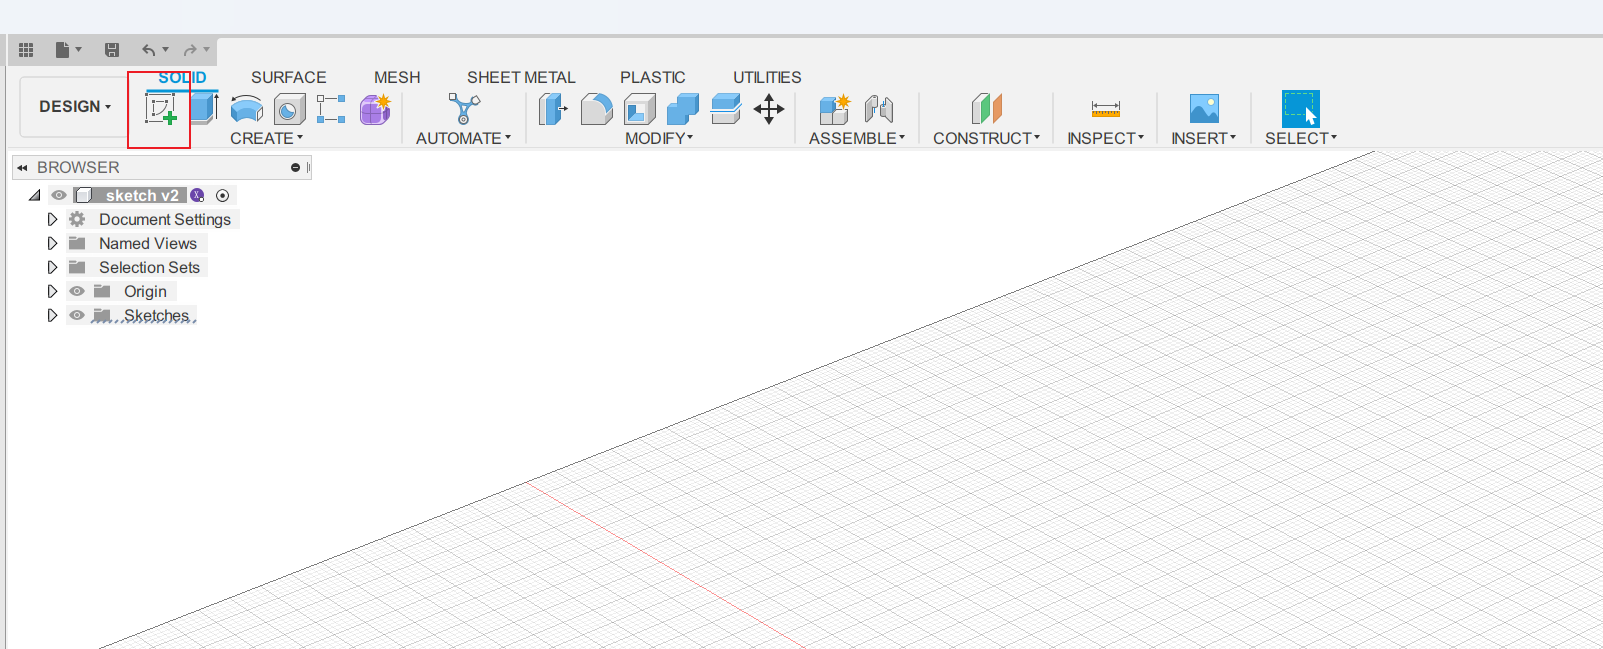 SOLID SURFACE MESH SHEET METAL PLASTIC UTILITIES
DESIGN
CREATE AUTOMATE MODIFY ASSEMBLE CONSTRUCT INSPECT INSERT SELECT
BROWSER
sketch v2
Document Settings
Named Views
Selection Sets
Origin
Sketches